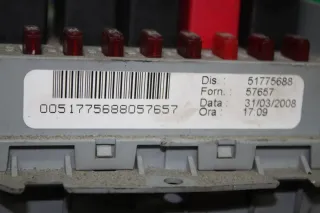 0051775688057657
Dis : 51775688
Forn. : 57657
Data : 31/03/2008
Ora : 17.09